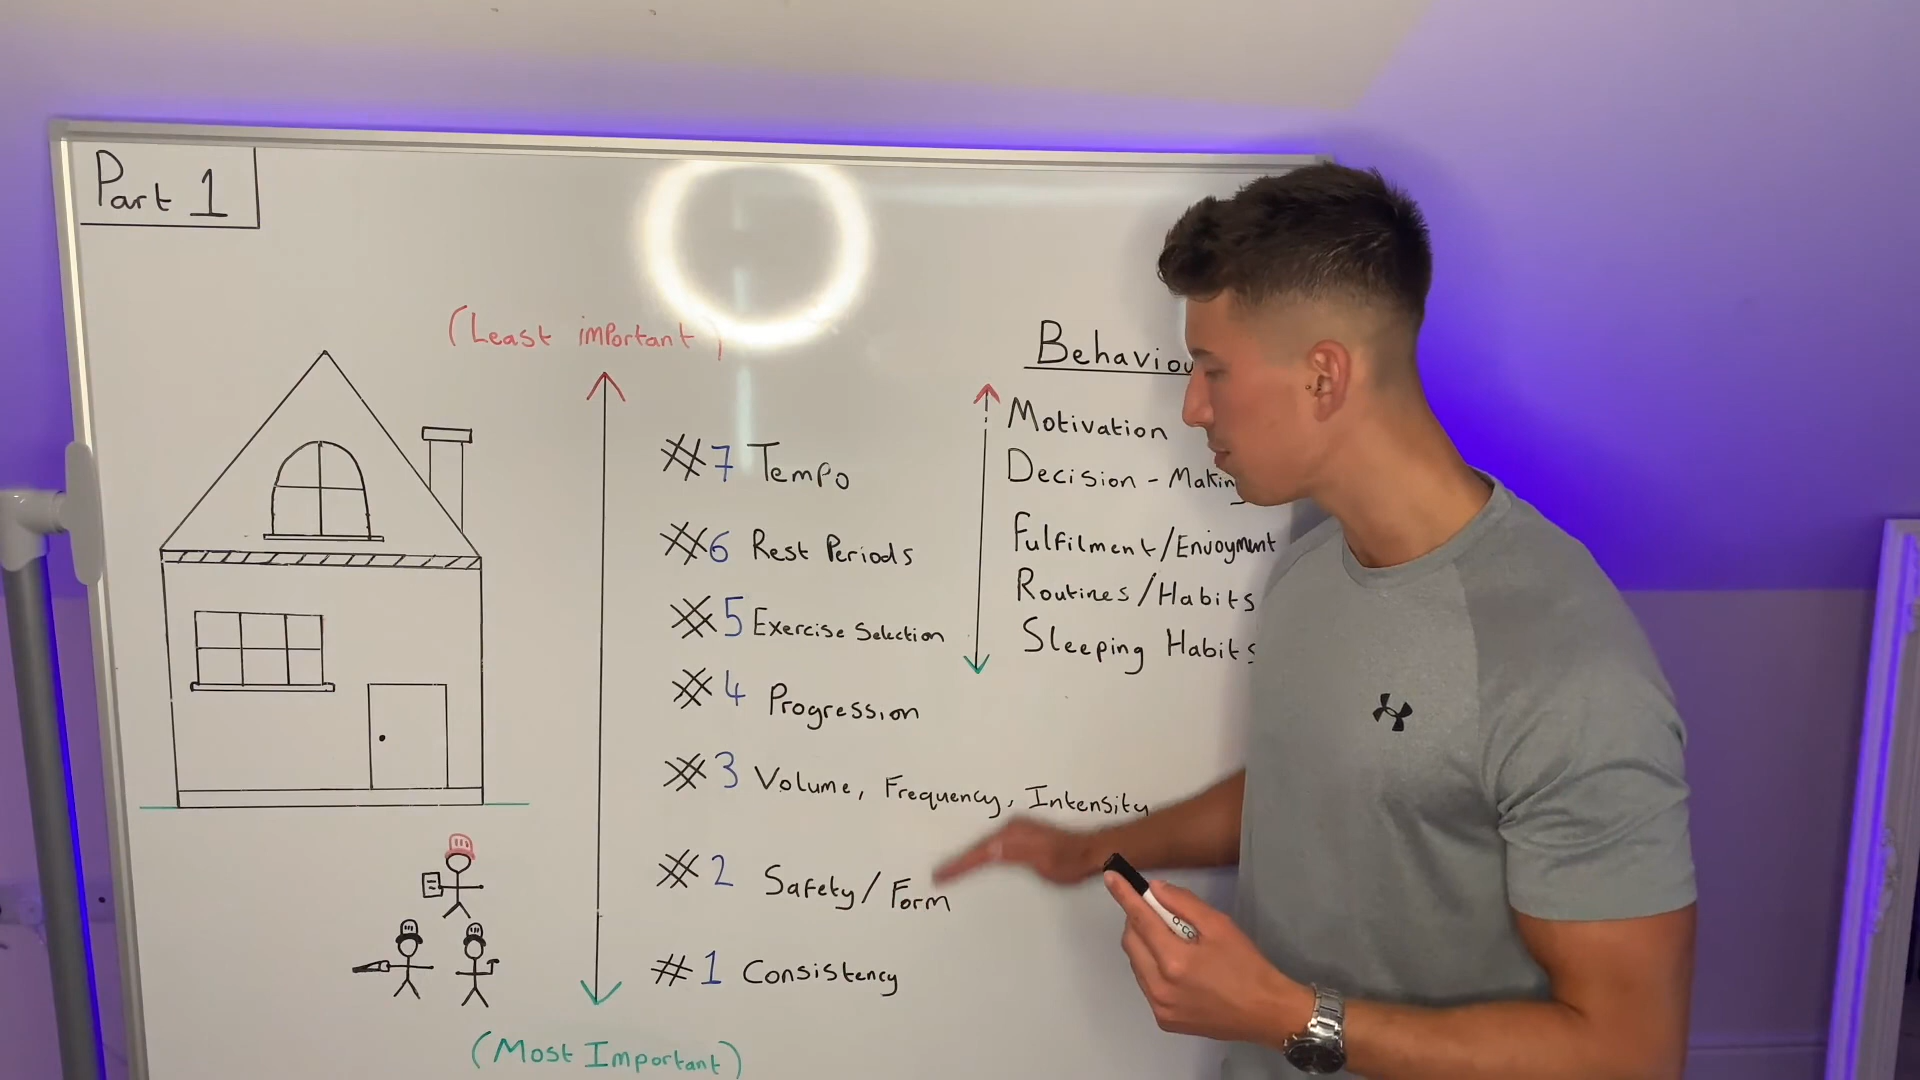 Part 1
(Least important)
#7 Tempo
#6 Rest Periods
#5 Exercise Selection
#4 Progression
#3 Volume, Frequency, Intensity
#2 Safety/Form
#1 Consistency
(Most Important)
Behaviou
Motivation
Decision-Making
Fulfilment/Enjoyment
Routines/Habits
Sleeping Habits